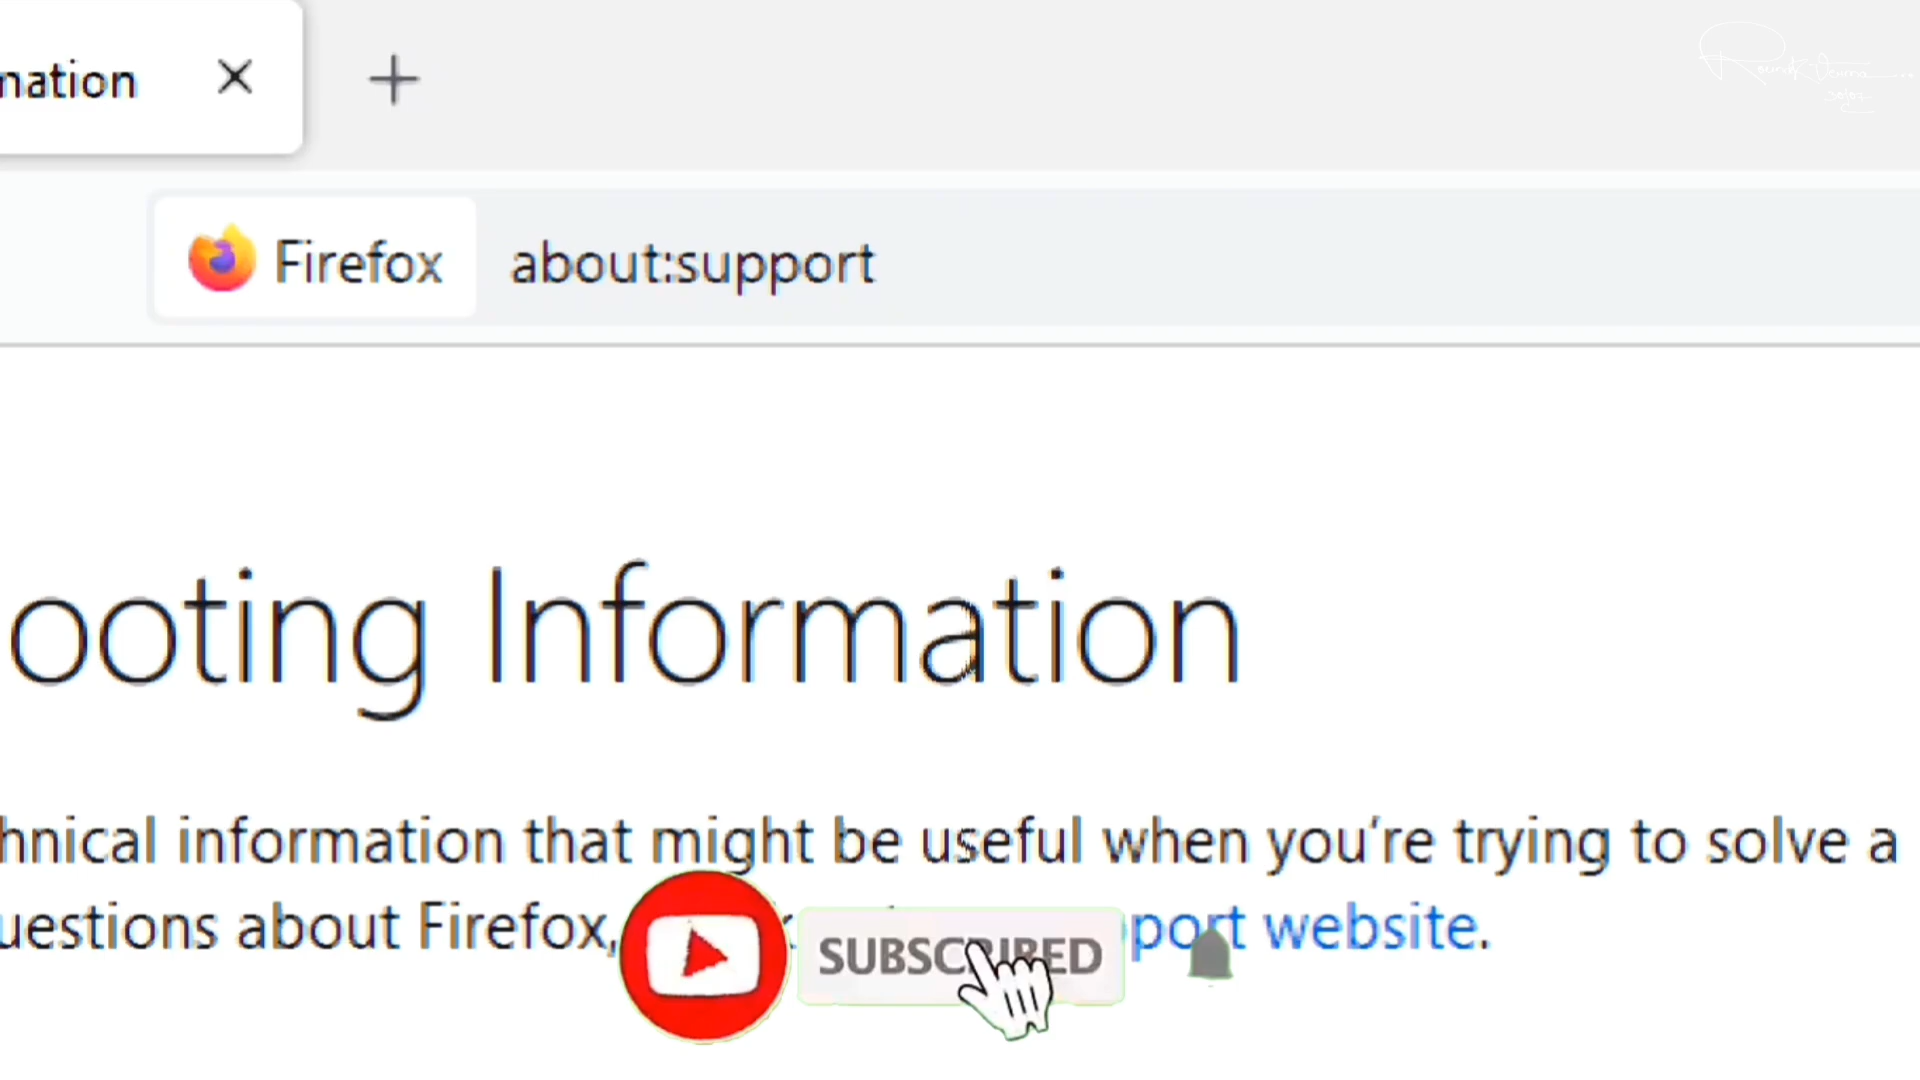 mation
Firefox about:support
ooting Information
hnical information that might be useful when you're trying to solve a
uestions about Firefox, port website.
SUBSCRIBED